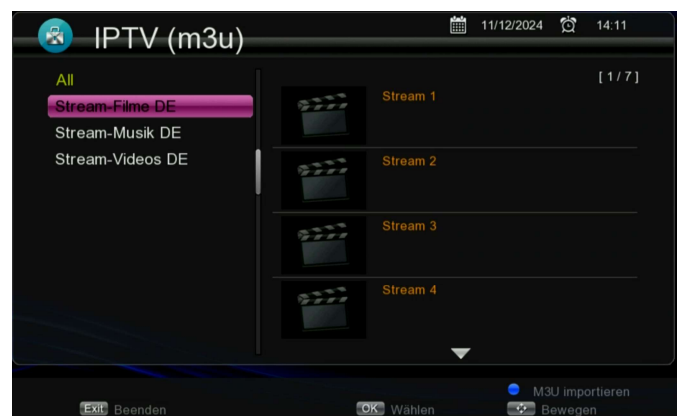 IPTV (m3u)
11/12/2024 14:11
All
Stream-Filme DE
Stream-Musik DE
Stream-Videos DE
[1/7]
Stream 1
Stream 2
Stream 3
Stream 4
M3U importieren
Exit Beenden
OK Wählen
Bewegen